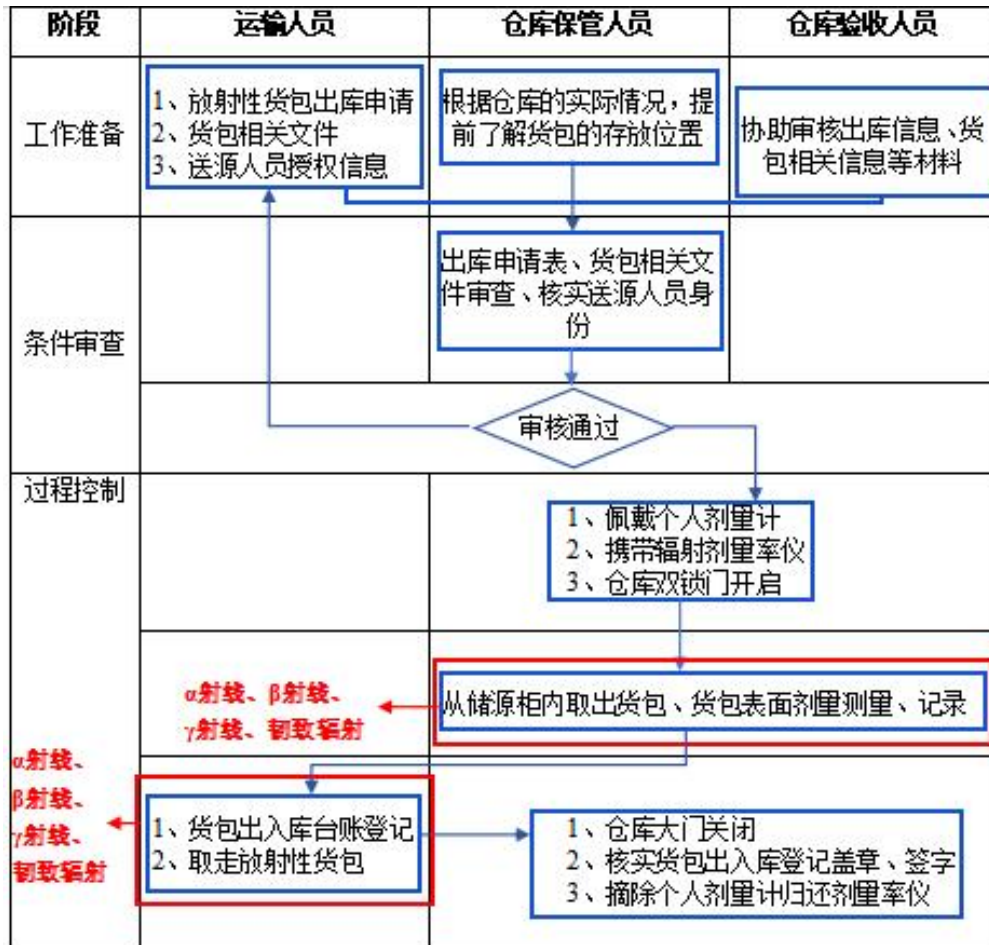 阶段
运输人员
仓库保管人员
仓库验收人员
工作准备
1、放射性货包出库申请
2、货包相关文件
3、送源人员授权信息
根据仓库的实际情况，提
前了解货包的存放位置
协助审核出库信息、货
包相关信息等材料
条件审查
出库申请表、货包相关文
件审查、核实送源人员身
份
审核通过
过程控制
1、佩戴个人剂量计
2、携带辐射剂量率仪
3、仓库双锁门开启
α射线、β射线、
γ射线、韧致辐射
从储源柜内取出货包、货包表面剂量测量、记录
α射线、
β射线、
γ射线、
韧致辐射
1、货包出入库台账登记
2、取走放射性货包
1、仓库大门关闭
2、核实货包出入库登记盖章、签字
3、摘除个人剂量计归还剂量率仪